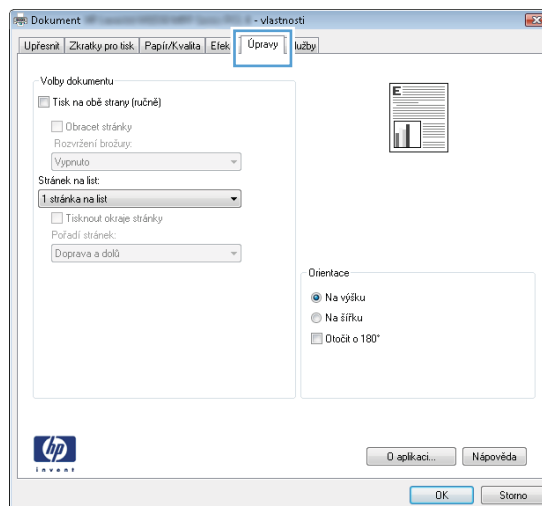 Dokument - vlastnosti
Upřesnit Zkratky pro tisk Papír/Kvalita Efek Úpravy lužby
Volby dokumentu
Tisk na obě strany (ručně)
Obracet stránky
Rozvržení brožury:
Vypnuto
Stránek na list:
1 stránka na list
Tisknout okraje stránky
Pořadí stránek:
Doprava a dolů
E
Orientace
Na výšku
Na šířku
Otočit o 180°
hp
invent
O aplikaci... Nápověda
OK Storno